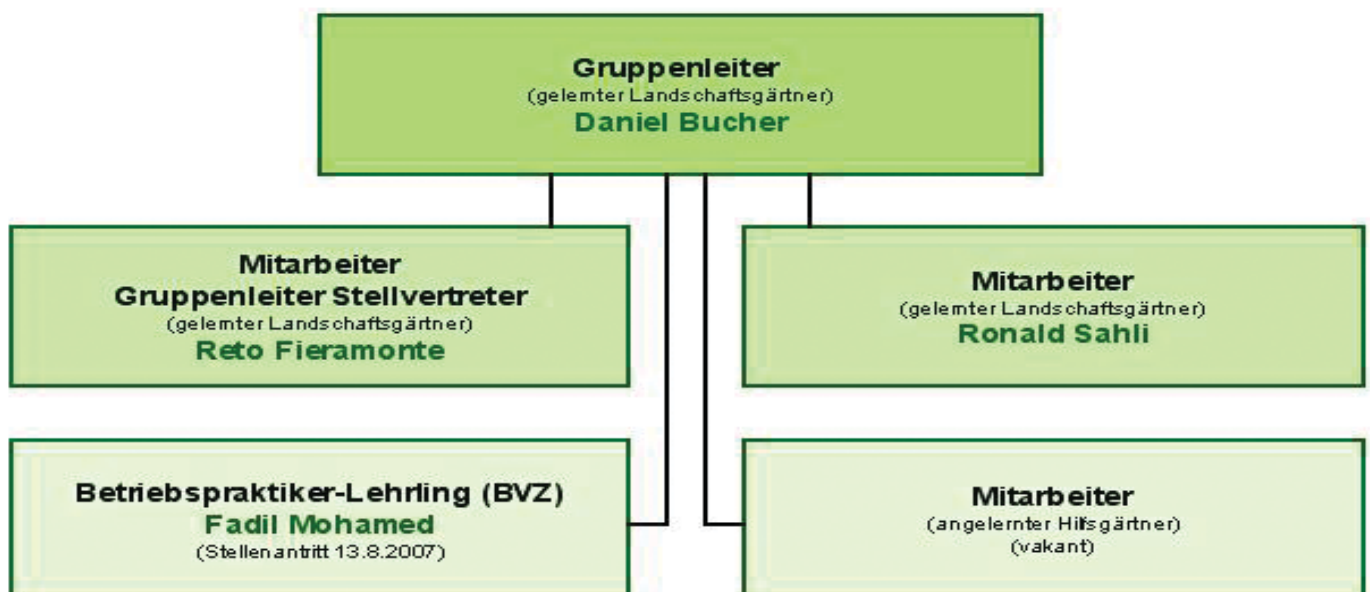 Gruppenleiter
(gelernter Landschaftsgärtner)
Daniel Bucher
Mitarbeiter
Gruppenleiter Stellvertreter
(gelernter Landschaftsgärtner)
Reto Fieramonte
Mitarbeiter
(gelernter Landschaftsgärtner)
Ronald Sahli
Betriebspraktiker-Lehrling (BVZ)
Fadil Mohamed
(Stellenantritt 13.8.2007)
Mitarbeiter
(angelernter Hilfsgärtner)
(vakant)